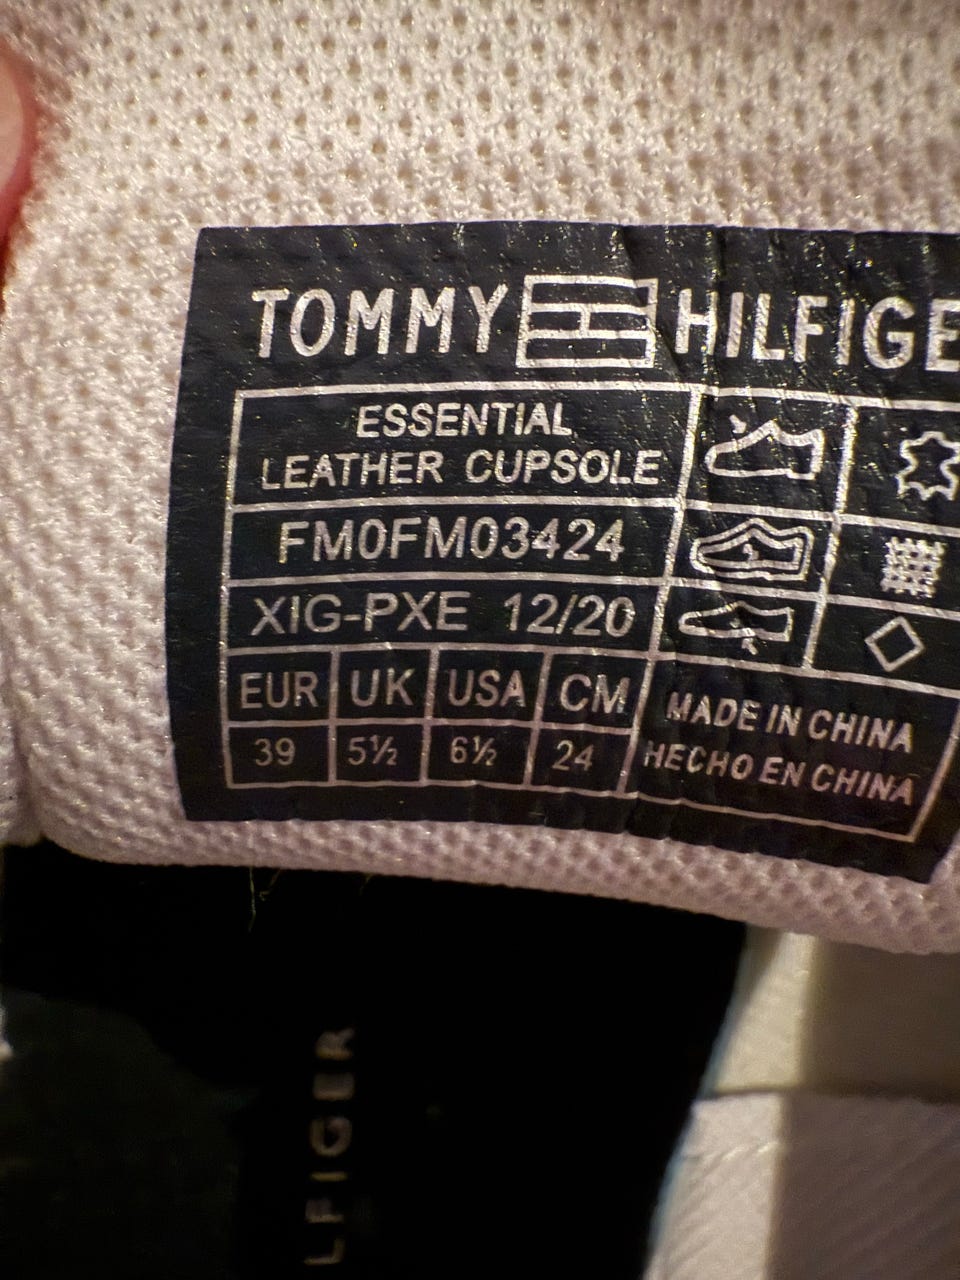 TOMMY HILFIGE
ESSENTIAL
LEATHER CUPSOLE
FM0FM03424
XIG-PXE 12/20
EUR UK USA CM
39 5½ 6½ 24
MADE IN CHINA
HECHO EN CHINA
LFIGER